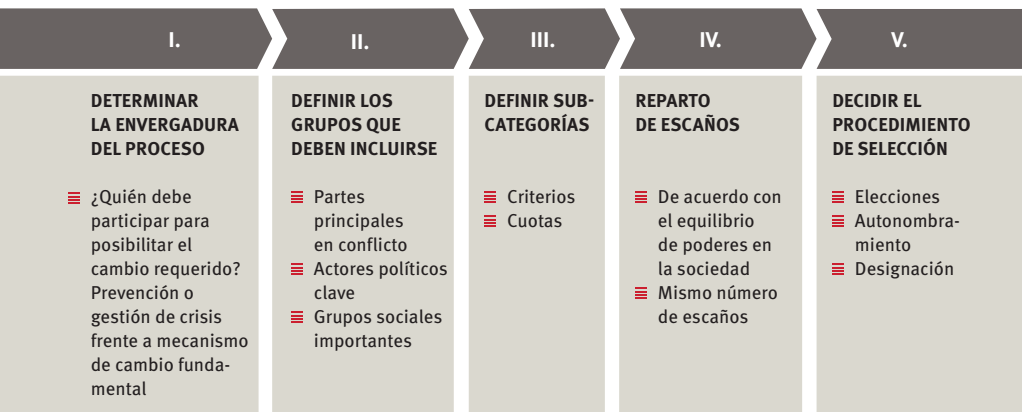 I.
DETERMINAR
LA ENVERGADURA
DEL PROCESO
¿Quién debe
participar para
posibilitar el
cambio requerido?
Prevención o
gestión de crisis
frente a mecanismo
de cambio funda-
mental
II.
DEFINIR LOS
GRUPOS QUE
DEBEN INCLUIRSE
Partes
principales
en conflicto
Actores políticos
clave
Grupos sociales
importantes
III.
DEFINIR SUB-
CATEGORÍAS
Criterios
Cuotas
IV.
REPARTO
DE ESCAÑOS
De acuerdo con
el equilibrio
de poderes en
la sociedad
Mismo número
de escaños
V.
DECIDIR EL
PROCEDIMIENTO
DE SELECCIÓN
Elecciones
Autonombra-
miento
Designación